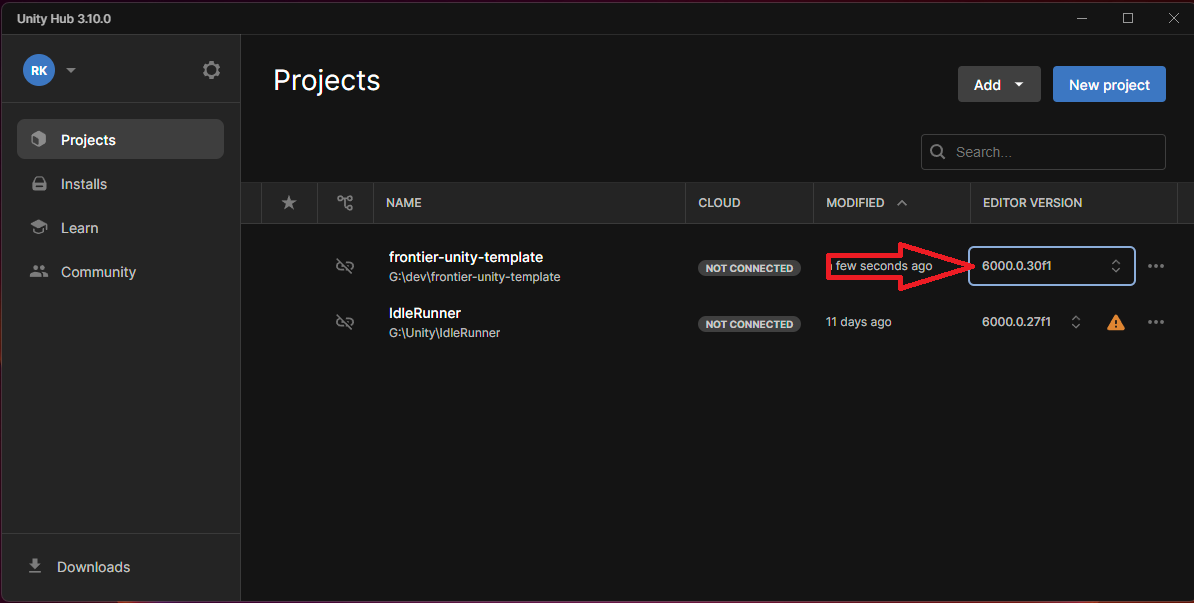 Unity Hub 3.10.0
RK
Projects
Installs
Learn
Community
Downloads
Projects
Add
New project
Search...
NAME CLOUD MODIFIED EDITOR VERSION
frontier-unity-template
G:\dev\frontier-unity-template
NOT CONNECTED
few seconds ago
6000.0.30f1
IdleRunner
G:\Unity\IdleRunner
NOT CONNECTED
11 days ago
6000.0.27f1